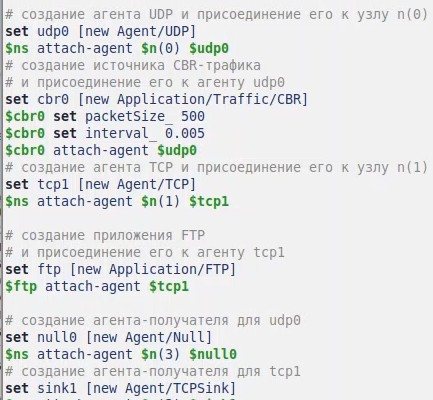 # создание агента UDP и присоединение его к узлу n(0)
set udp0 [new Agent/UDP]
$ns attach-agent $n(0) $udp0
# создание источника CBR-трафика
# и присоединение его к агенту udp0
set cbr0 [new Application/Traffic/CBR]
$cbr0 set packetSize_ 500
$cbr0 set interval_ 0.005
$cbr0 attach-agent $udp0
# создание агента TCP и присоединение его к узлу n(1)
set tcp1 [new Agent/TCP]
$ns attach-agent $n(1) $tcp1
# создание приложения FTP
# и присоединение его к агенту tcp1
set ftp [new Application/FTP]
$ftp attach-agent $tcp1
# создание агента-получателя для udp0
set null0 [new Agent/Null]
$ns attach-agent $n(3) $null0
# создание агента-получателя для tcp1
set sink1 [new Agent/TCPSink]